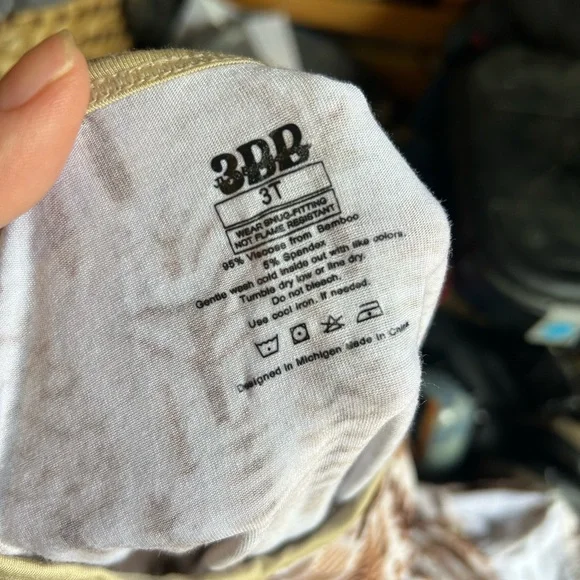 3BB
3T
WEAR SNUG-FITTING
NOT FLAME RESISTANT
95% Viscose from Bamboo
5% Spandex
Gentle wash cold inside out with like colors.
Tumble dry low or line dry.
Do not bleach.
Use cool iron. If needed.
Designed in Michigan Made in China